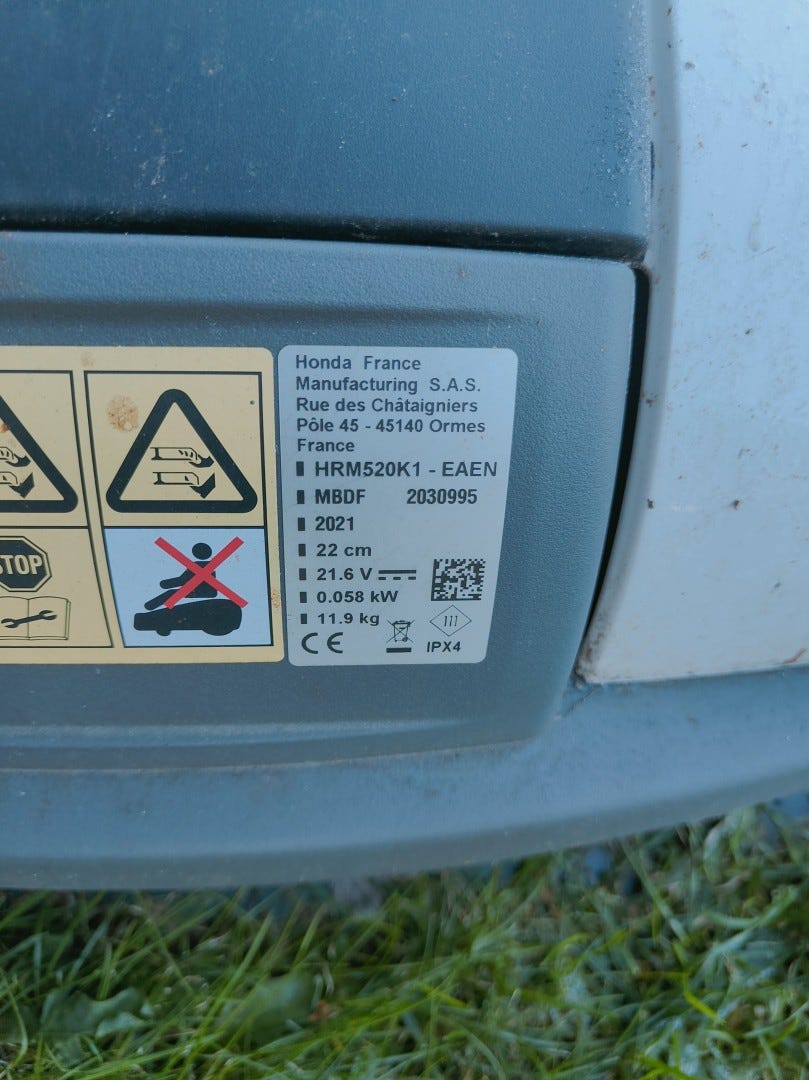 Honda France
Manufacturing S.A.S.
Rue des Châtaigniers
Pôle 45 - 45140 Ormes
France
HRM520K1 - EAEN
MBDF 2030995
2021
22 cm
21.6 V
0.058 kW
11.9 kg
III
CE
IPX4
STOP